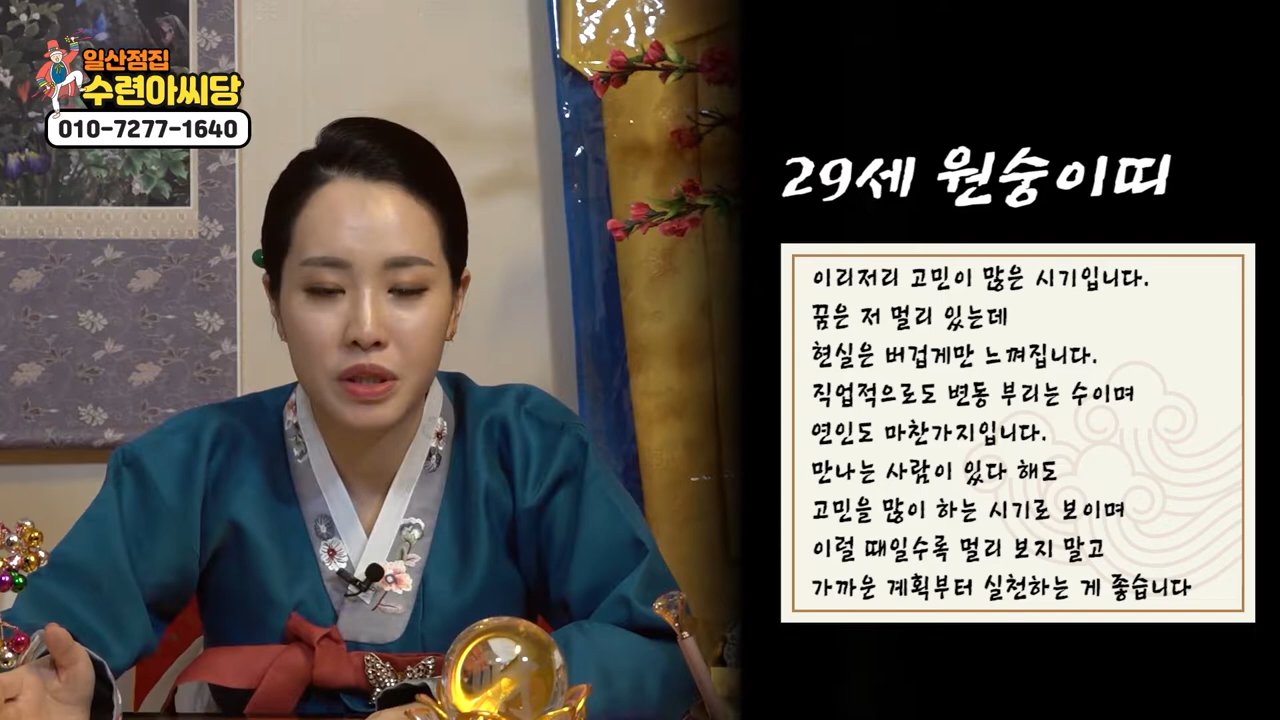 일산점집
수련아씨당
010-7277-1640
29세 원숭이띠
이리저리 고민이 많은 시기입니다.
꿈은 저 멀리 있는데
현실은 버겁게만 느껴집니다.
직업적으로도 변동 부리는 수이며
연인도 마찬가지입니다.
만나는 사람이 있다 해도
고민을 많이 하는 시기로 보이며
이럴 때일수록 멀리 보지 말고
가까운 계획부터 실천하는 게 좋습니다